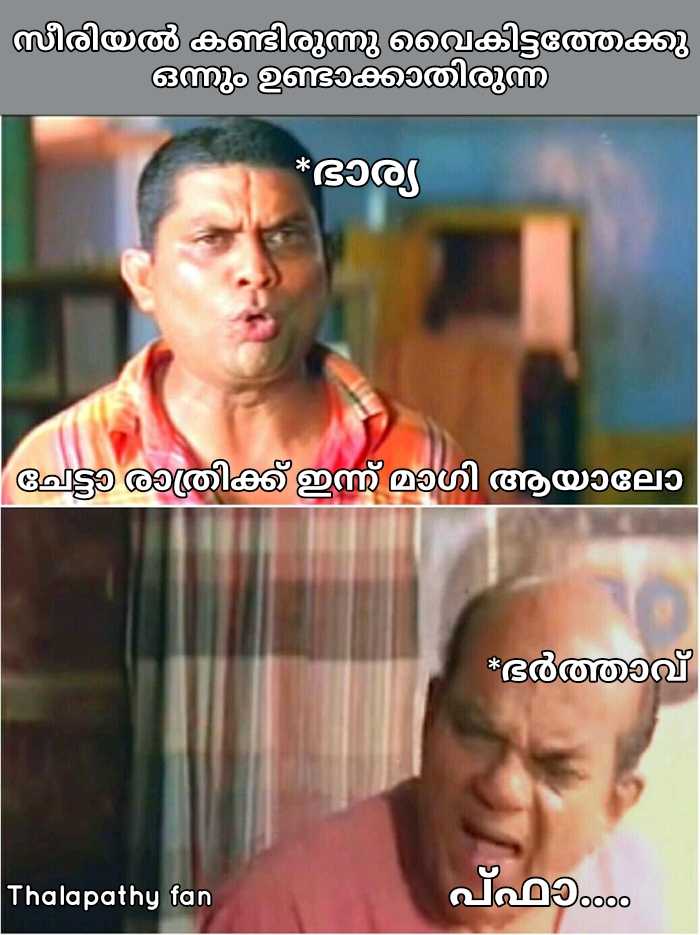 സീരിയൽ കണ്ടിരുന്നു വൈകിട്ടത്തേക്കു
ഒന്നും ഉണ്ടാക്കാതിരുന്ന
*ഭാര്യ
ചേട്ടാ രാത്രിക്ക് ഇന്ന് മാഗി ആയാലോ
*ഭർത്താവ്
പ്ഫാ....
Thalapathy fan